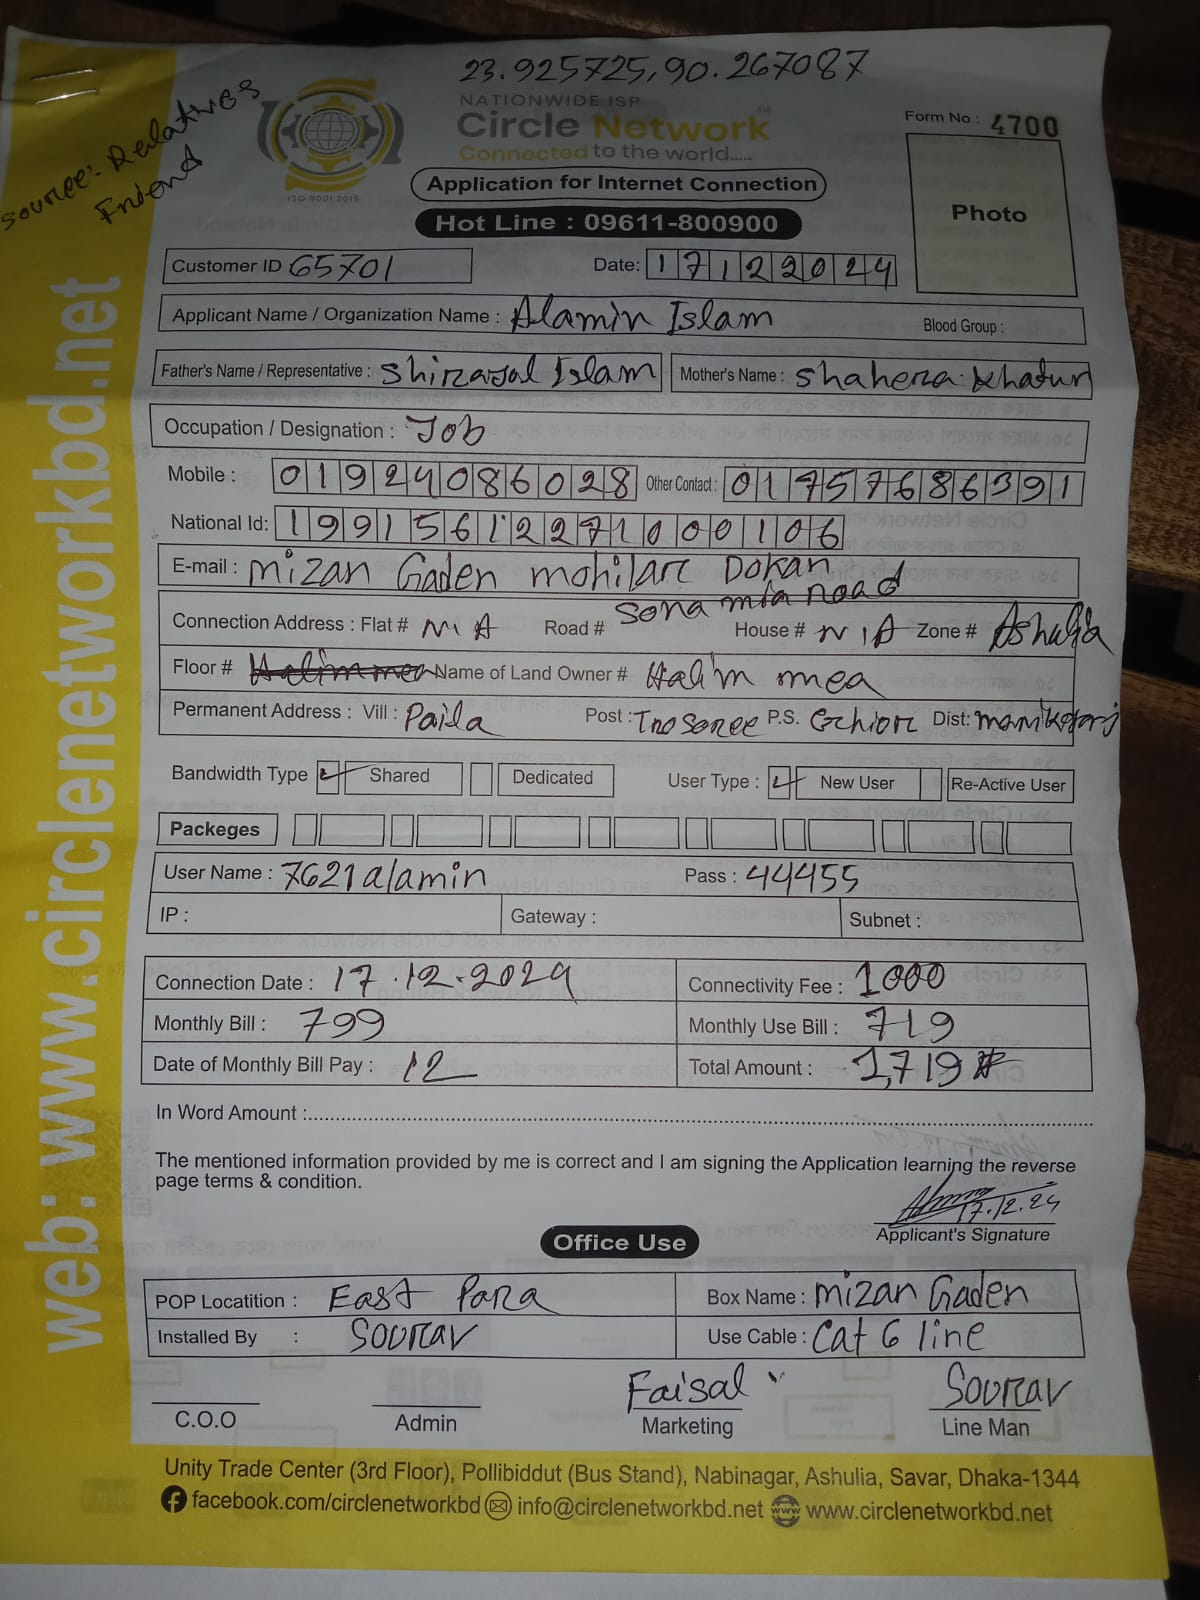 23.925725, 90.267087
Source:- Relatives
Friend
NATIONWIDE ISP
Circle Network
Connected to the world.....
ISO 9001:2015
Form No : 4700
Application for Internet Connection
Photo
Hot Line : 09611-800900
Customer ID 65701 Date: 17122024
Applicant Name / Organization Name : Alamin Islam Blood Group :
Father's Name / Representative : Shirajal Islam Mother's Name : Shahera Khatun
Occupation / Designation : Job
Mobile : 01924086028 Other Contact : 01757686391
National Id: 19915612271000106
E-mail : mizan Gaden mohilar Dokan
Connection Address : Flat # N/A Road # Sona mia road House # N/A Zone # Ashulia
Floor # Name of Land Owner # Halim mea
Permanent Address : Vill : Paila Post : P.S. Dist: manikganj
Bandwidth Type Shared Dedicated User Type : New User Re-Active User
Packeges
User Name : 7621alamin Pass : 44455
IP : Gateway : Subnet :
Connection Date : 17.12.2024 Connectivity Fee : 1000
Monthly Bill : 799 Monthly Use Bill : 719
Date of Monthly Bill Pay : 12 Total Amount : 1,719
In Word Amount :
The mentioned information provided by me is correct and I am signing the Application learning the reverse
page terms & condition.
17.12.24
Applicant's Signature
Office Use
POP Locatition : East Para Box Name : mizan Gaden
Installed By : Sourav Use Cable : Cat 6 line
Faisal Sourav
C.O.O Admin Marketing Line Man
Unity Trade Center (3rd Floor), Pollibiddut (Bus Stand), Nabinagar, Ashulia, Savar, Dhaka-1344
facebook.com/circlenetworkbd info@circlenetworkbd.net www.circlenetworkbd.net
web: www.circlenetworkbd.net